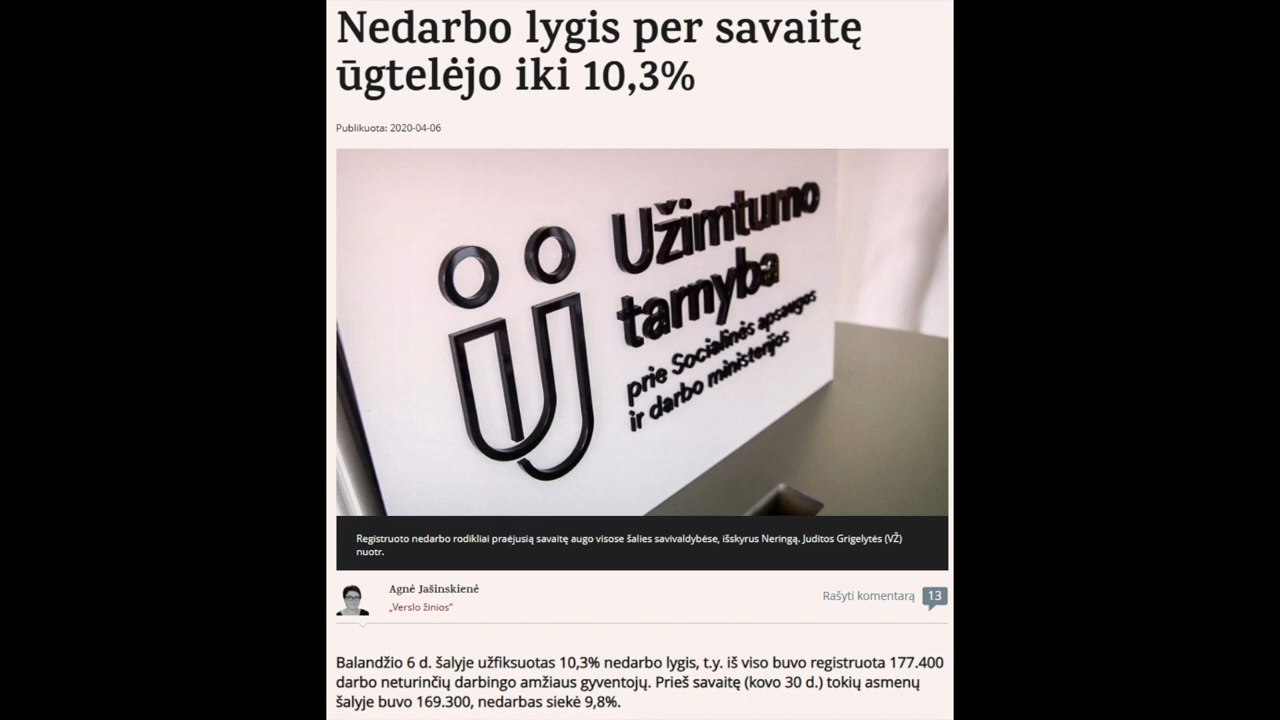 Nedarbo lygis per savaitę
ūgtelėjo iki 10,3%
Publikuota: 2020-04-06
Užimtumo
tarnyba
prie Socialinės apsaugos
ir darbo ministerijos
Registruoto nedarbo rodikliai praėjusią savaitę augo visose šalies savivaldybėse, išskyrus Neringą. Juditos Grigelytės (VŽ)
nuotr.
Agnė Jašinskienė
„Verslo žinios"
Rašyti komentarą 13
Balandžio 6 d. šalyje užfiksuotas 10,3% nedarbo lygis, t.y. iš viso buvo registruota 177.400
darbo neturinčių darbingo amžiaus gyventojų. Prieš savaitę (kovo 30 d.) tokių asmenų
šalyje buvo 169.300, nedarbas siekė 9,8%.